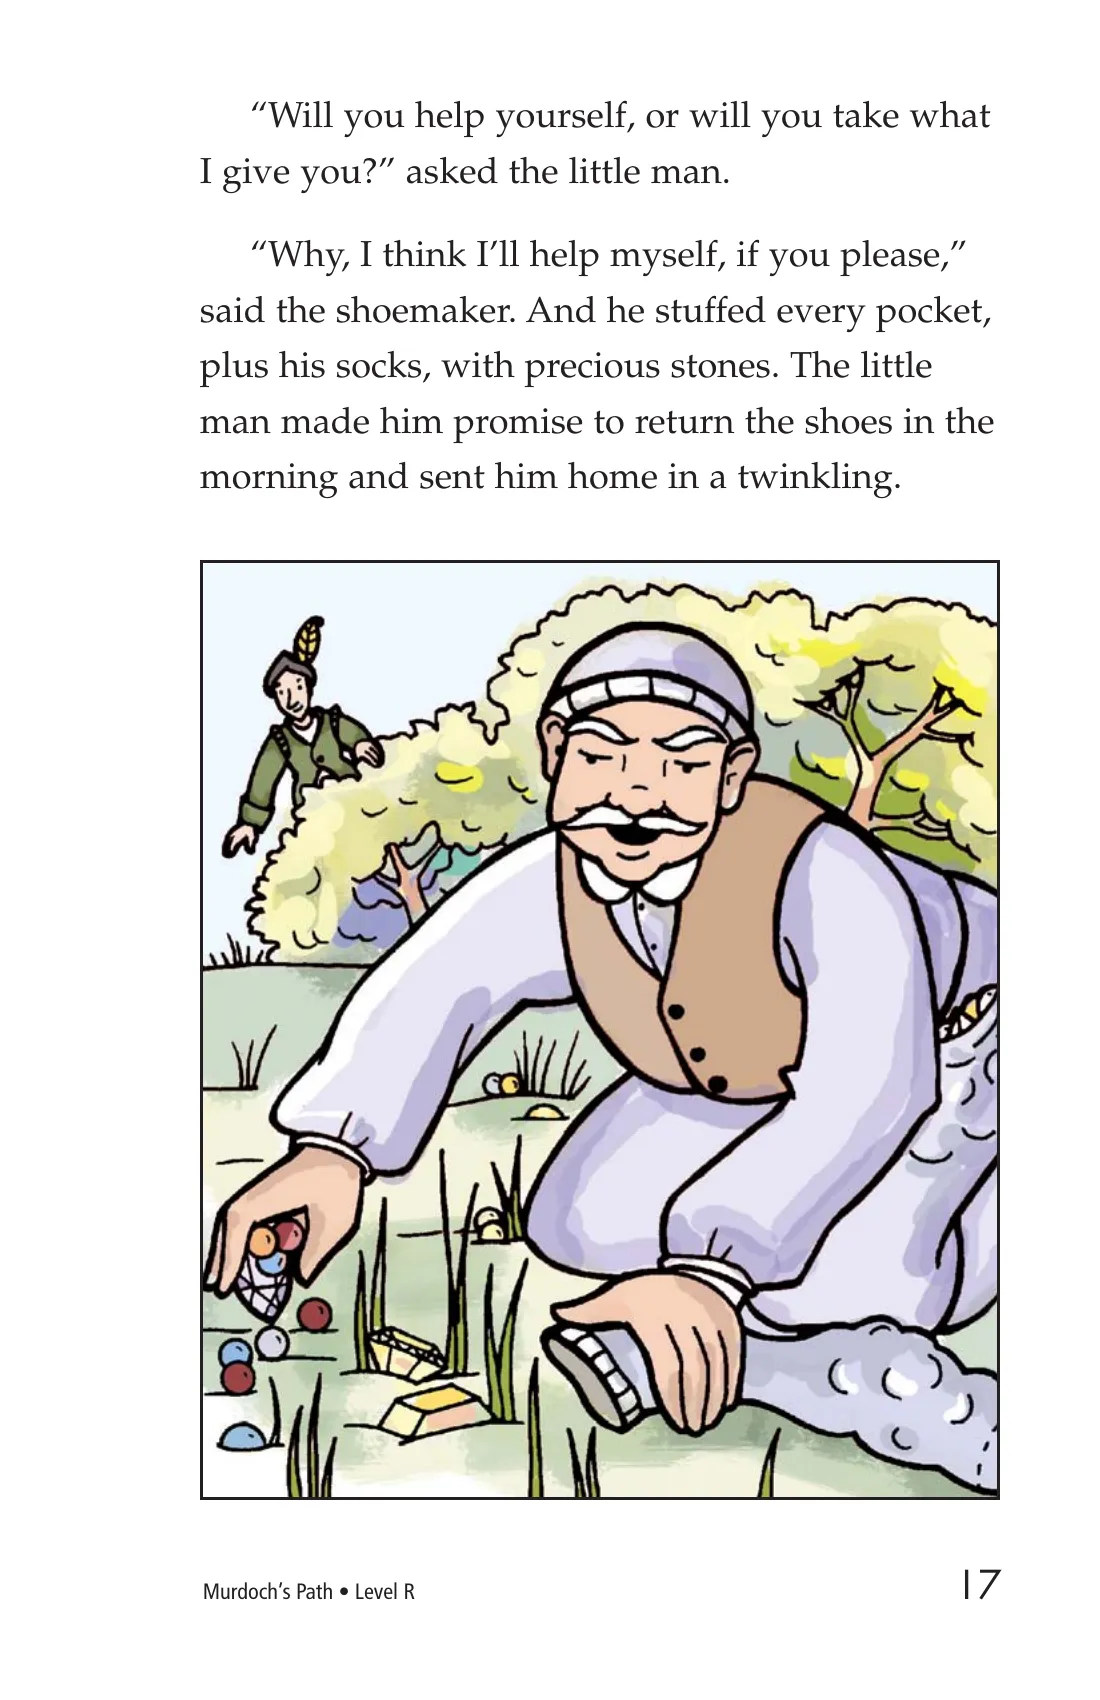 “Will you help yourself, or will you take what
I give you?” asked the little man.
“Why, I think I’ll help myself, if you please,”
said the shoemaker. And he stuffed every pocket,
plus his socks, with precious stones. The little
man made him promise to return the shoes in the
morning and sent him home in a twinkling.
Murdoch’s Path • Level R
17